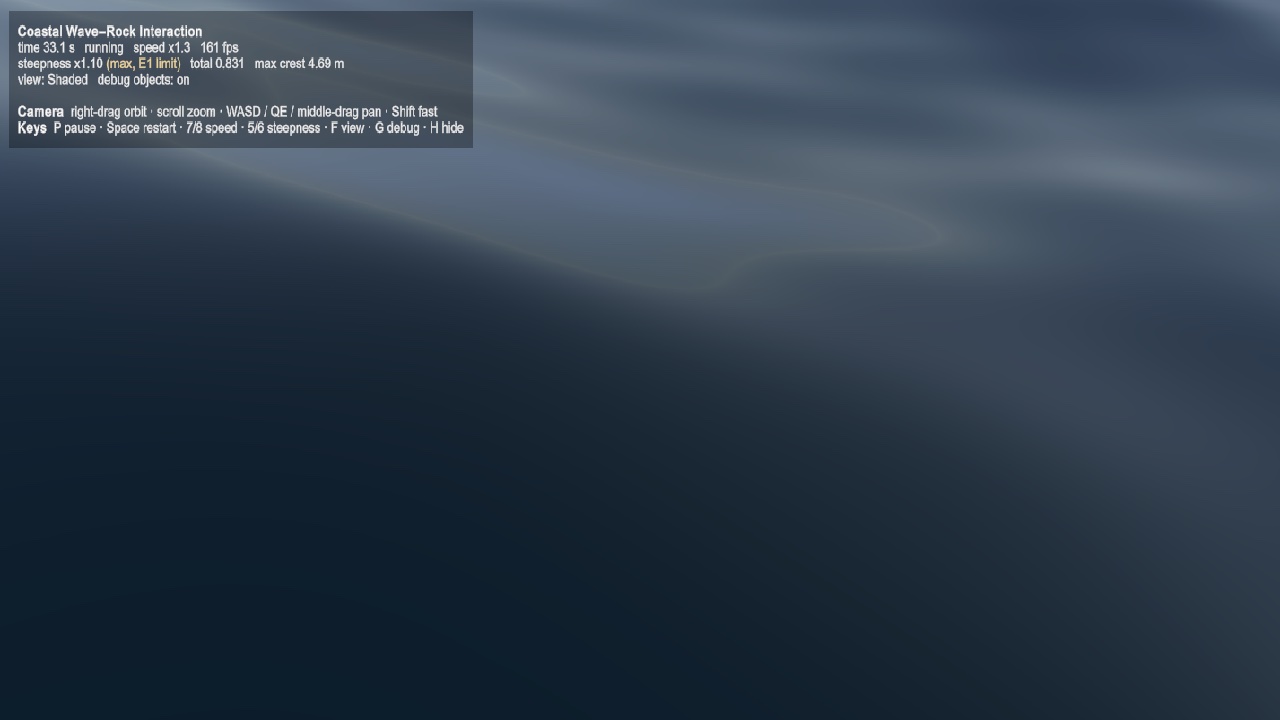 Coastal Wave–Rock Interaction
time 33.1 s running speed x1.3 161 fps
steepness x1.10 (max, E1 limit) total 0.831 max crest 4.69 m
view: Shaded debug objects: on
Camera right-drag orbit · scroll zoom · WASD / QE / middle-drag pan · Shift fast
Keys P pause · Space restart · 7/8 speed · 5/6 steepness · F view · G debug · H hide